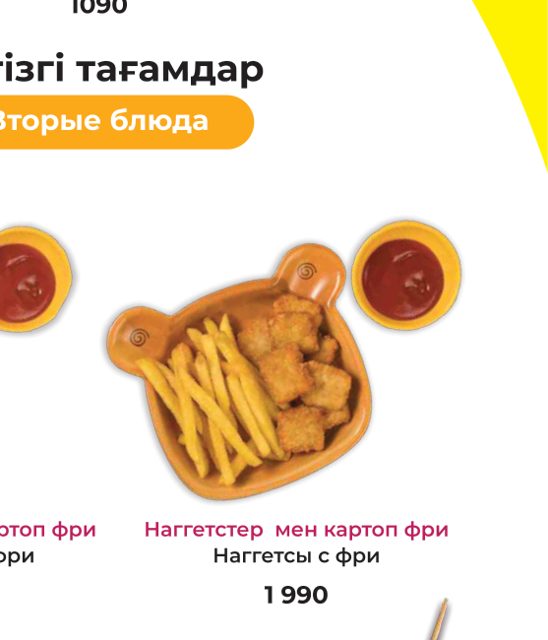 1090
тағамдар
Вторые блюда
фри
Наггетстер мен картоп фри
Наггетсы с фри
1 990